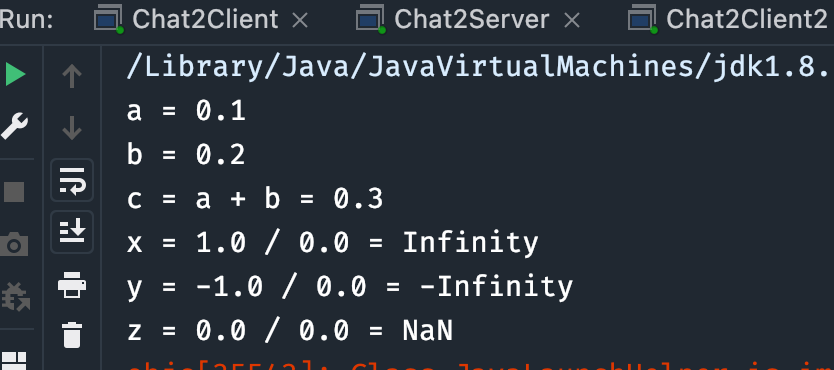 Run: Chat2Client × Chat2Server × Chat2Client2
/Library/Java/JavaVirtualMachines/jdk1.8.
a = 0.1
b = 0.2
c = a + b = 0.3
x = 1.0 / 0.0 = Infinity
y = -1.0 / 0.0 = -Infinity
z = 0.0 / 0.0 = NaN